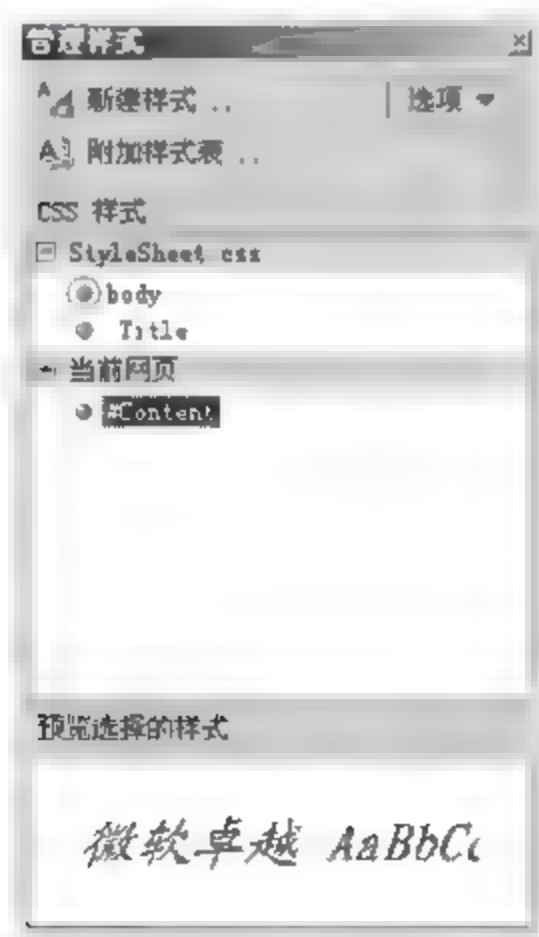 管理样式
新建样式 ..
选项
附加样式表 ..
CSS 样式
StyleSheet css
body
Title
当前网页
#Content
预览选择的样式
微软卓越 AaBbCc